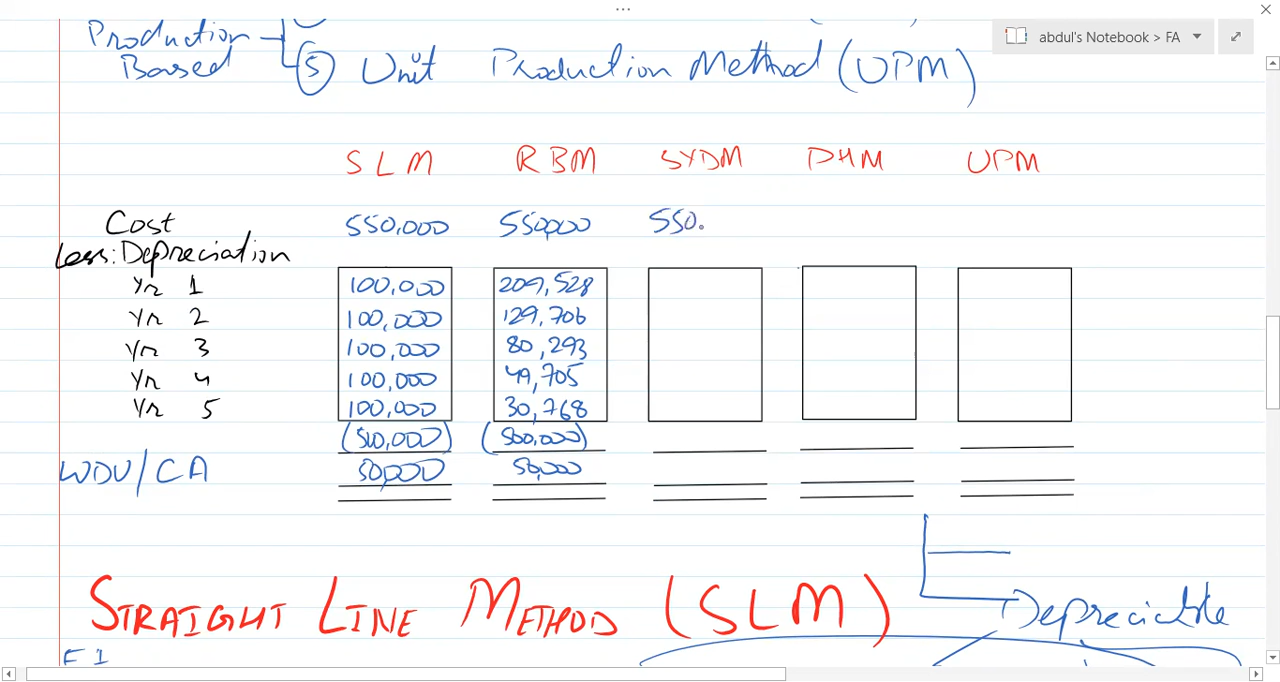 abdul's Notebook > FA
Production
Based
(5) Unit Production Method (UPM)
SLM RBM SYDM PHM UPM
Cost 550,000 550,000 550.
Less: Depreciation
Yr 1 100,000 209,528
Yr 2 100,000 129,706
Yr 3 100,000 80,293
Yr 4 100,000 49,705
Yr 5 100,000 30,768
(500,000) (500,000)
WDV/CA 50,000 50,000
STRAIGHT LINE METHOD (SLM)
Depreciable